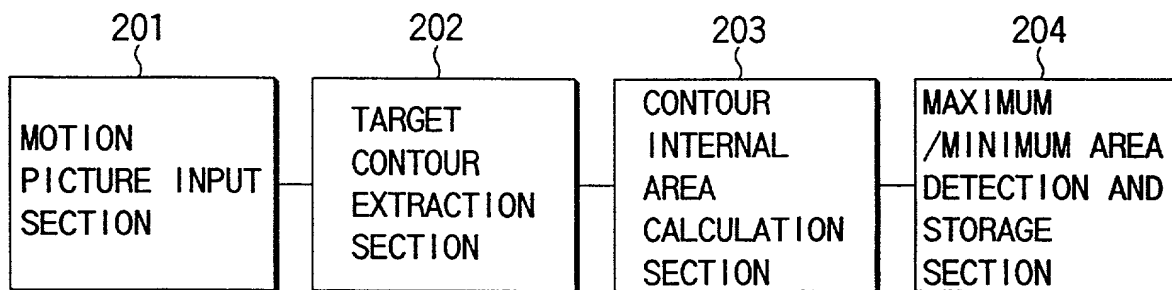 201
202
203
204
MOTION
PICTURE INPUT
SECTION
TARGET
CONTOUR
EXTRACTION
SECTION
CONTOUR
INTERNAL
AREA
CALCULATION
SECTION
MAXIMUM
/MINIMUM AREA
DETECTION AND
STORAGE
SECTION